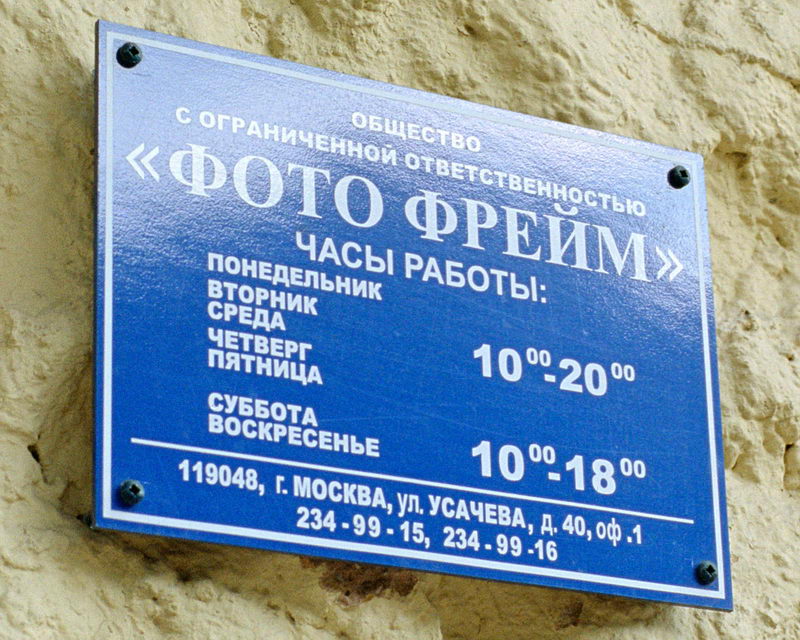 ОБЩЕСТВО
С ОГРАНИЧЕННОЙ ОТВЕТСТВЕННОСТЬЮ
«ФОТО ФРЕЙМ»
ЧАСЫ РАБОТЫ:
ПОНЕДЕЛЬНИК
ВТОРНИК
СРЕДА
ЧЕТВЕРГ
ПЯТНИЦА
10⁰⁰-20⁰⁰
СУББОТА
ВОСКРЕСЕНЬЕ
10⁰⁰-18⁰⁰
119048, г. МОСКВА, ул. УСАЧЕВА, д. 40, оф .1
234 - 99 - 15, 234 - 99 -16